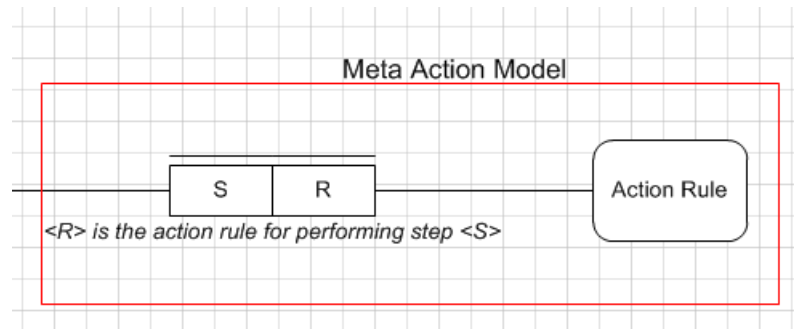 Meta Action Model
S R Action Rule
<R> is the action rule for performing step <S>